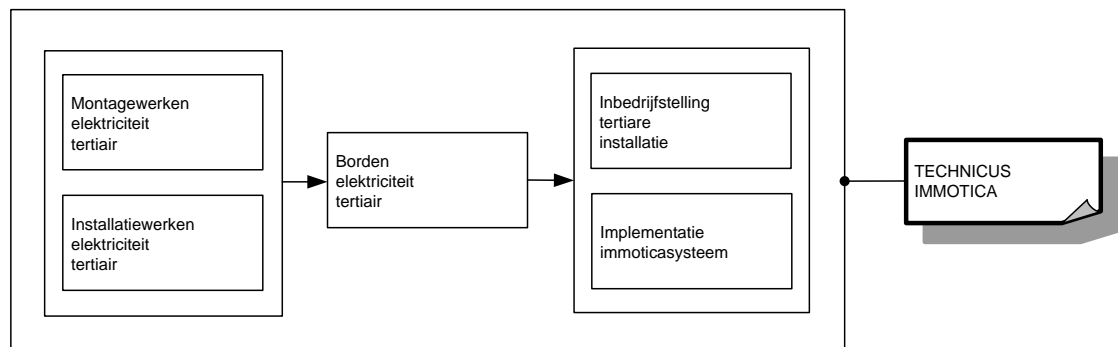 Montagewerken
elektriciteit
tertiair
Installatiewerken
elektriciteit
tertiair
Borden
elektriciteit
tertiair
Inbedrijfstelling
tertiare
installatie
Implementatie
immoticasysteem
TECHNICUS
IMMOTICA